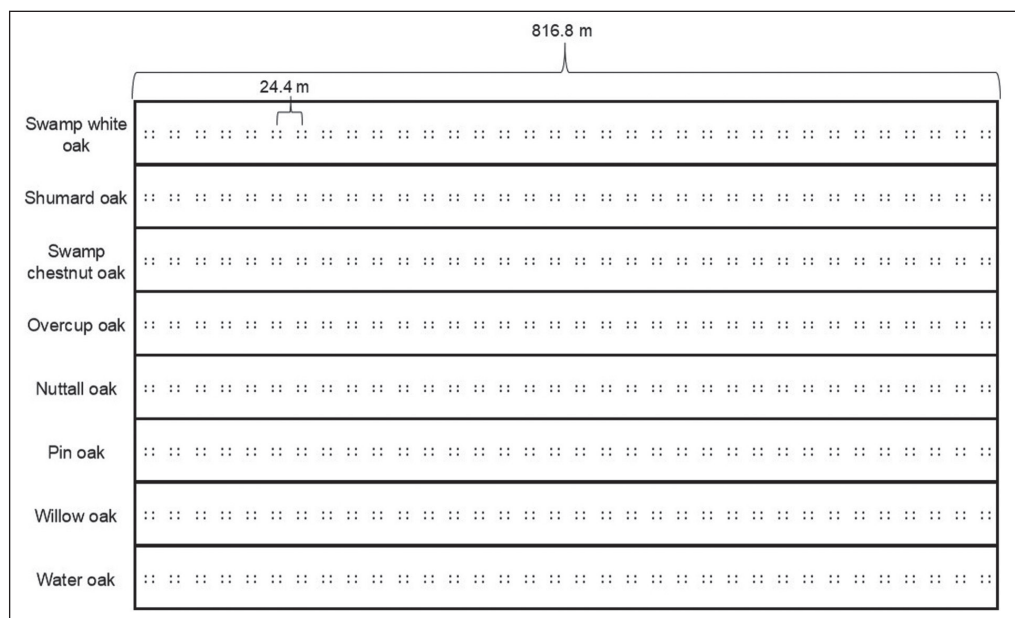 816.8 m
24.4 m
Swamp white
oak
Shumard oak
Swamp
chestnut oak
Overcup oak
Nuttall oak
Pin oak
Willow oak
Water oak